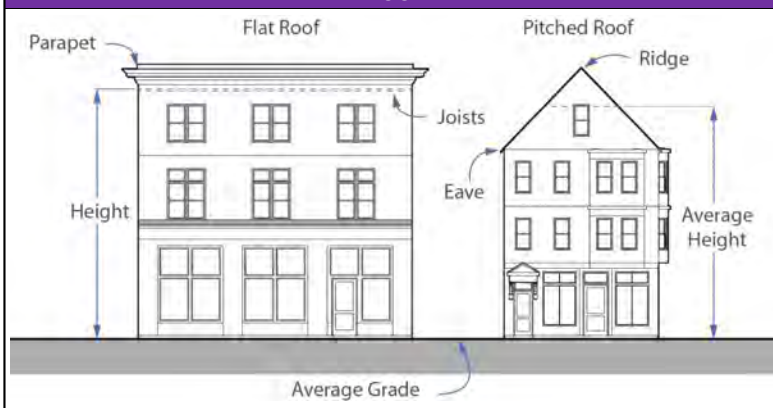 Flat Roof
Pitched Roof
Parapet
Ridge
Joists
Eave
Height
Average
Height
Average Grade